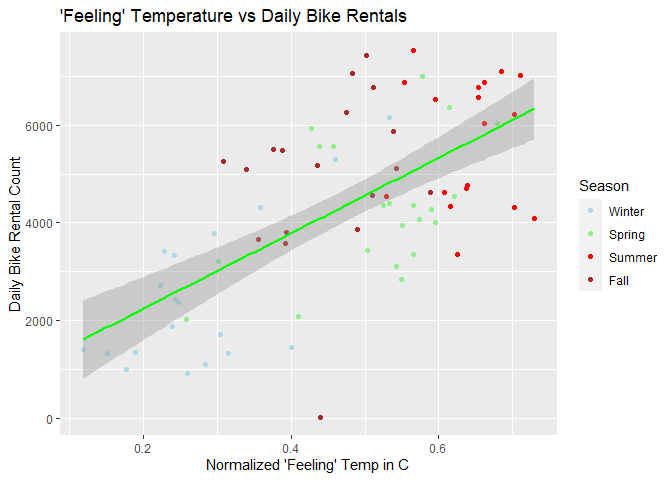 'Feeling' Temperature vs Daily Bike Rentals
Daily Bike Rental Count
6000
4000
2000
0
0.2
0.4
0.6
Normalized 'Feeling' Temp in C
Season
Winter
Spring
Summer
Fall